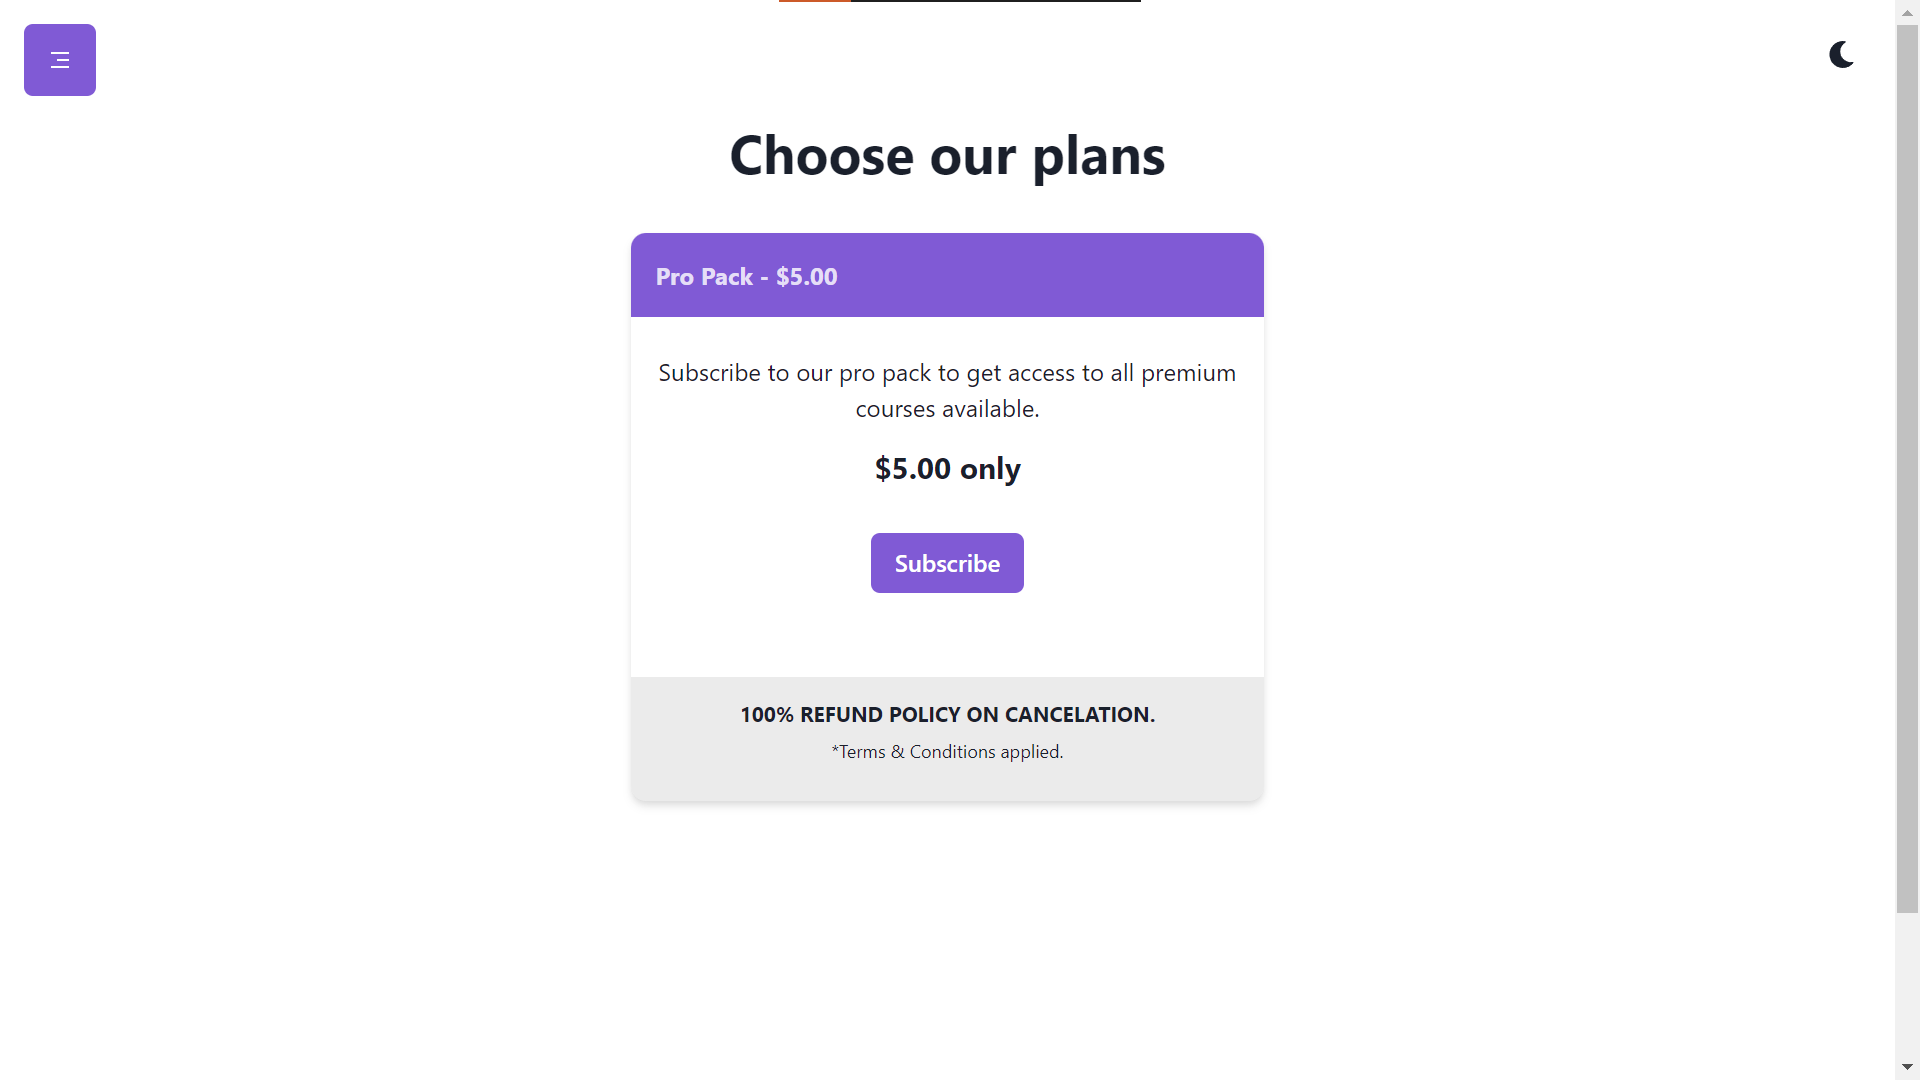 Choose our plans
Pro Pack - $5.00
Subscribe to our pro pack to get access to all premium
courses available.
$5.00 only
Subscribe
100% REFUND POLICY ON CANCELATION.
*Terms & Conditions applied.